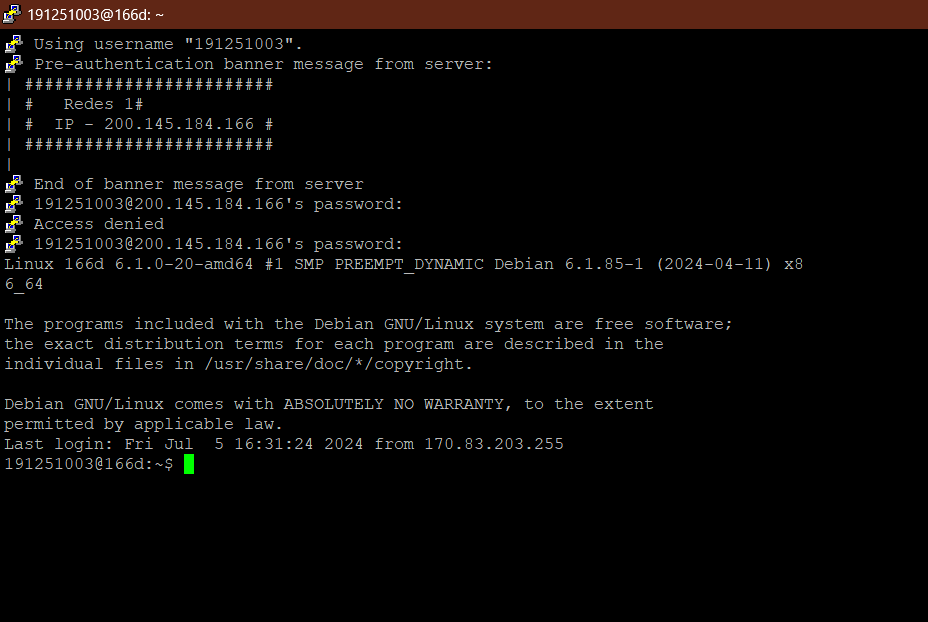 191251003@166d: ~
Using username "191251003".
Pre-authentication banner message from server:
| #########################
| #   Redes 1#
| #  IP - 200.145.184.166 #
| #########################
|
End of banner message from server
191251003@200.145.184.166's password:
Access denied
191251003@200.145.184.166's password:
Linux 166d 6.1.0-20-amd64 #1 SMP PREEMPT_DYNAMIC Debian 6.1.85-1 (2024-04-11) x8
6_64
The programs included with the Debian GNU/Linux system are free software;
the exact distribution terms for each program are described in the
individual files in /usr/share/doc/*/copyright.
Debian GNU/Linux comes with ABSOLUTELY NO WARRANTY, to the extent
permitted by applicable law.
Last login: Fri Jul  5 16:31:24 2024 from 170.83.203.255
191251003@166d:~$